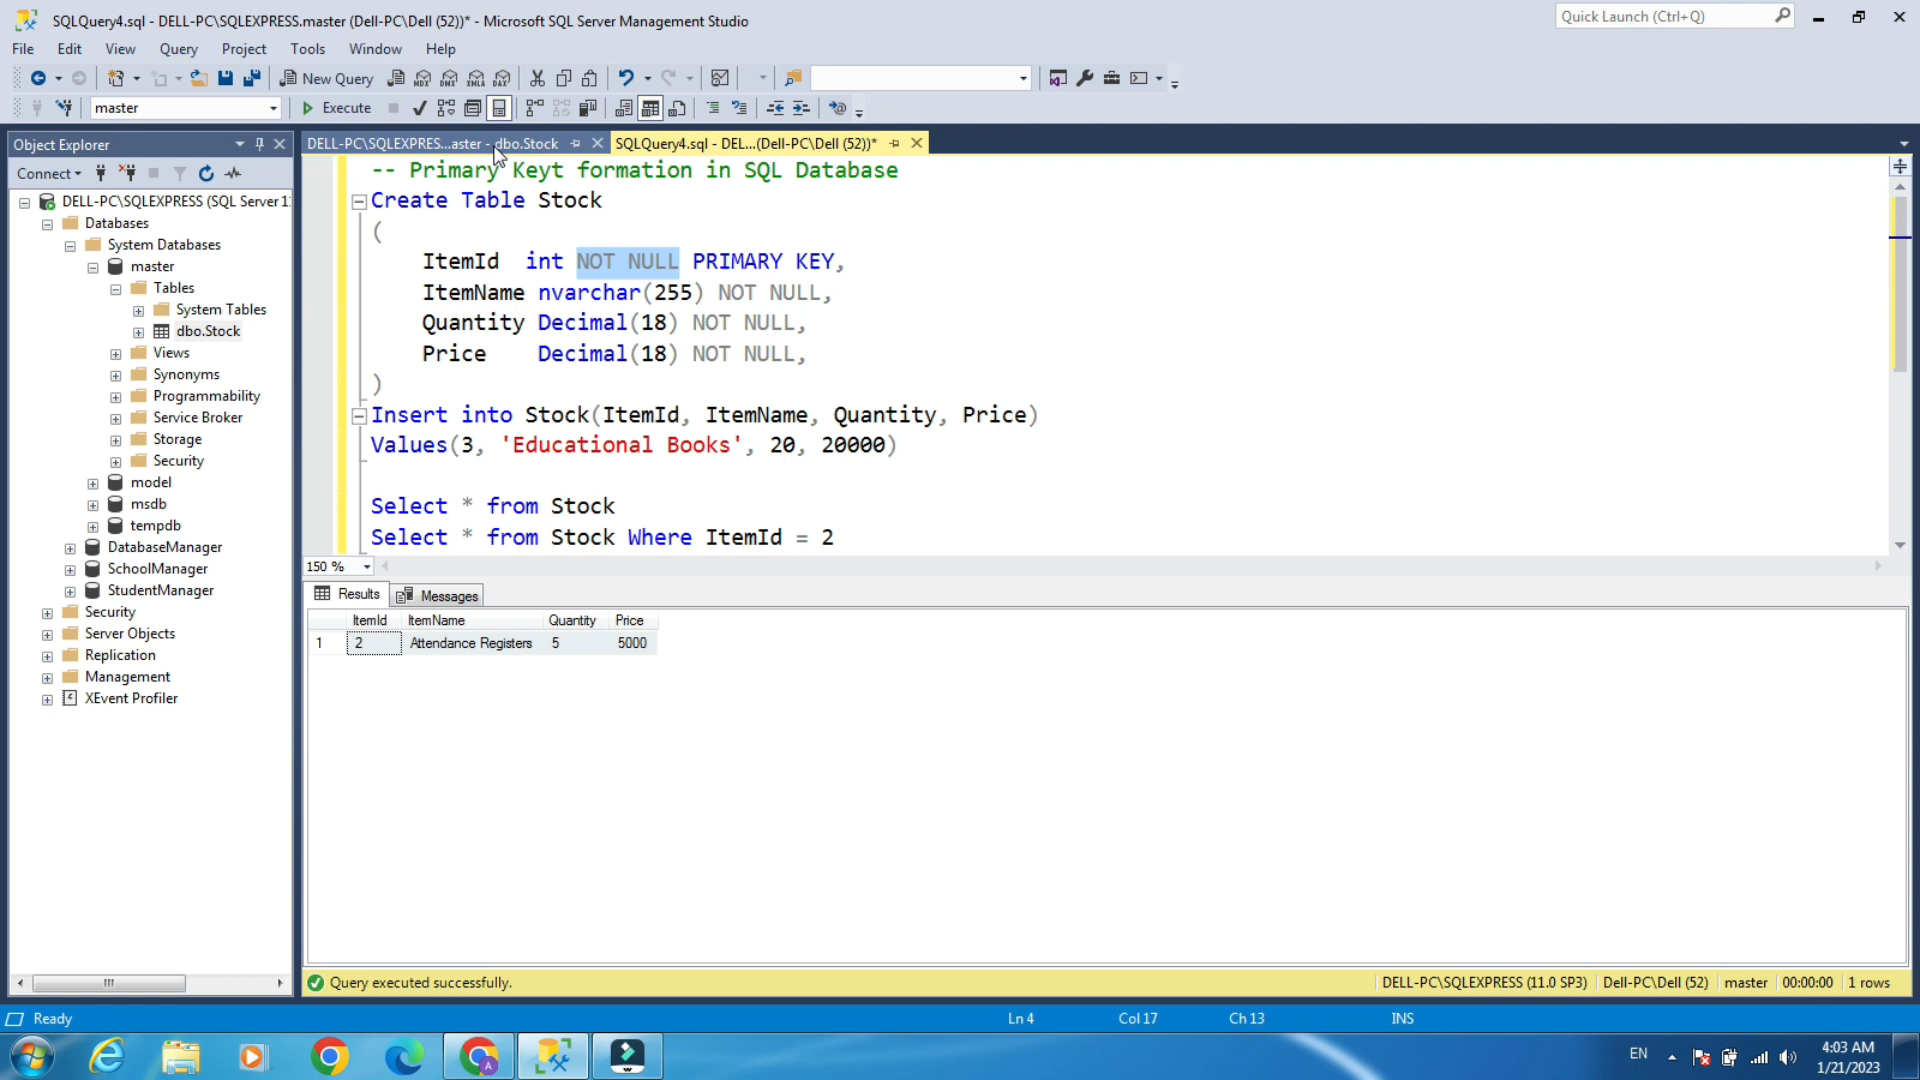 SQLQuery4.sql - DELL-PC\SQLEXPRESS.master (Dell-PC\Dell (52))* - Microsoft SQL Server Management Studio
Quick Launch (Ctrl+Q)
File Edit View Query Project Tools Window Help
New Query
MDX DMX XMLA DAX
master
Execute
Object Explorer
DELL-PC\SQLEXPRES...aster - dbo.Stock
SQLQuery4.sql - DEL...(Dell-PC\Dell (52))*
Connect
DELL-PC\SQLEXPRESS (SQL Server 1
Databases
System Databases
master
Tables
System Tables
dbo.Stock
Views
Synonyms
Programmability
Service Broker
Storage
Security
model
msdb
tempdb
DatabaseManager
SchoolManager
StudentManager
Security
Server Objects
Replication
Management
XEvent Profiler
-- Primary Keyt formation in SQL Database
Create Table Stock
(
ItemId int NOT NULL PRIMARY KEY,
ItemName nvarchar(255) NOT NULL,
Quantity Decimal(18) NOT NULL,
Price Decimal(18) NOT NULL,
)
Insert into Stock(ItemId, ItemName, Quantity, Price)
Values(3, 'Educational Books', 20, 20000)
Select * from Stock
Select * from Stock Where ItemId = 2
150 %
Results Messages
ItemId ItemName Quantity Price
1 2 Attendance Registers 5 5000
Query executed successfully.
DELL-PC\SQLEXPRESS (11.0 SP3) Dell-PC\Dell (52) master 00:00:00 1 rows
Ready
Ln 4 Col 17 Ch 13 INS
A
EN
4:03 AM
1/21/2023